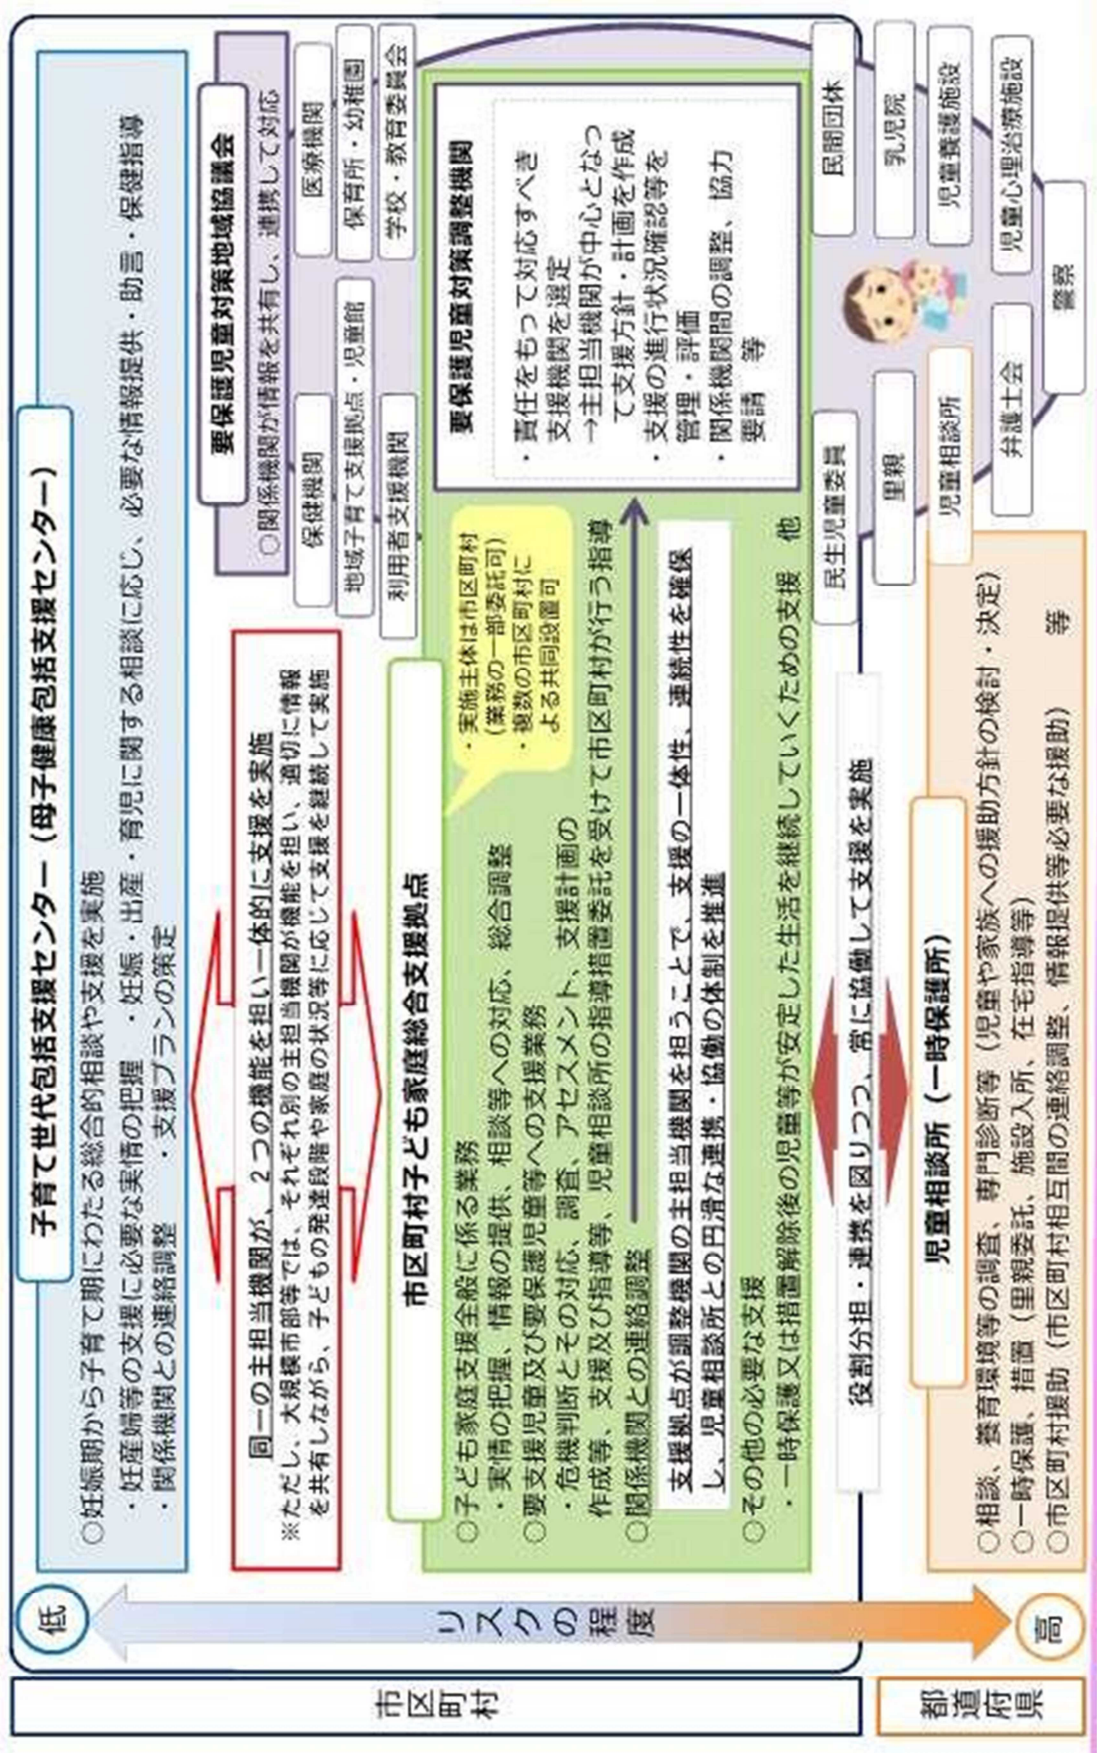 市区町村
都道府県
低
リスクの程度
高
子育て世代包括支援センター（母子健康包括支援センター）
○妊娠期から子育て期にわたる総合的相談や支援を実施
・妊産婦等の支援に必要な実情の把握　・妊娠・出産・育児に関する相談に応じ、必要な情報提供・助言・保健指導
・関係機関との連絡調整　・支援プランの策定
同一の主担当機関が、２つの機能を担い一体的に支援を実施
※ただし、大規模市部等では、それぞれ別の主担当機関が機能を担い、適切に情報
を共有しながら、子どもの発達段階や家庭の状況等に応じて支援を継続して実施
市区町村子ども家庭総合支援拠点
・実施主体は市区町村
（業務の一部委託可）
・複数の市区町村に
よる共同設置可
○子ども家庭支援全般に係る業務
・実情の把握、情報の提供、相談等への対応、総合調整
○要支援児童及び要保護児童等への支援業務
・危機判断とその対応、調査、アセスメント、支援計画の
作成等、支援及び指導等、児童相談所の指導措置委託を受けて市区町村が行う指導
○関係機関との連絡調整
支援拠点が調整機関の主担当機関を担うことで、支援の一体性、連続性を確保
し、児童相談所との円滑な連携・協働の体制を推進
○その他の必要な支援
・一時保護又は措置解除後の児童等が安定した生活を継続していくための支援　他
要保護児童対策地域協議会
○関係機関が情報を共有し、連携して対応
保健機関
医療機関
地域子育て支援拠点・児童館
保育所・幼稚園
利用者支援機関
学校・教育委員会
要保護児童対策調整機関
・責任をもって対応すべき
支援機関を選定
→主担当機関が中心となっ
て支援方針・計画を作成
・支援の進行状況確認等を
管理・評価
・関係機関間の調整、協力
要請　等
民生児童委員
民間団体
里親
乳児院
児童相談所
児童養護施設
弁護士会
児童心理治療施設
警察
役割分担・連携を図りつつ、常に協働して支援を実施
児童相談所（一時保護所）
○相談、養育環境等の調査、専門診断等（児童や家族への援助方針の検討・決定）
○一時保護、措置（里親委託、施設入所、在宅指導等）
○市区町村援助（市区町村相互間の連絡調整、情報提供等必要な援助）　等